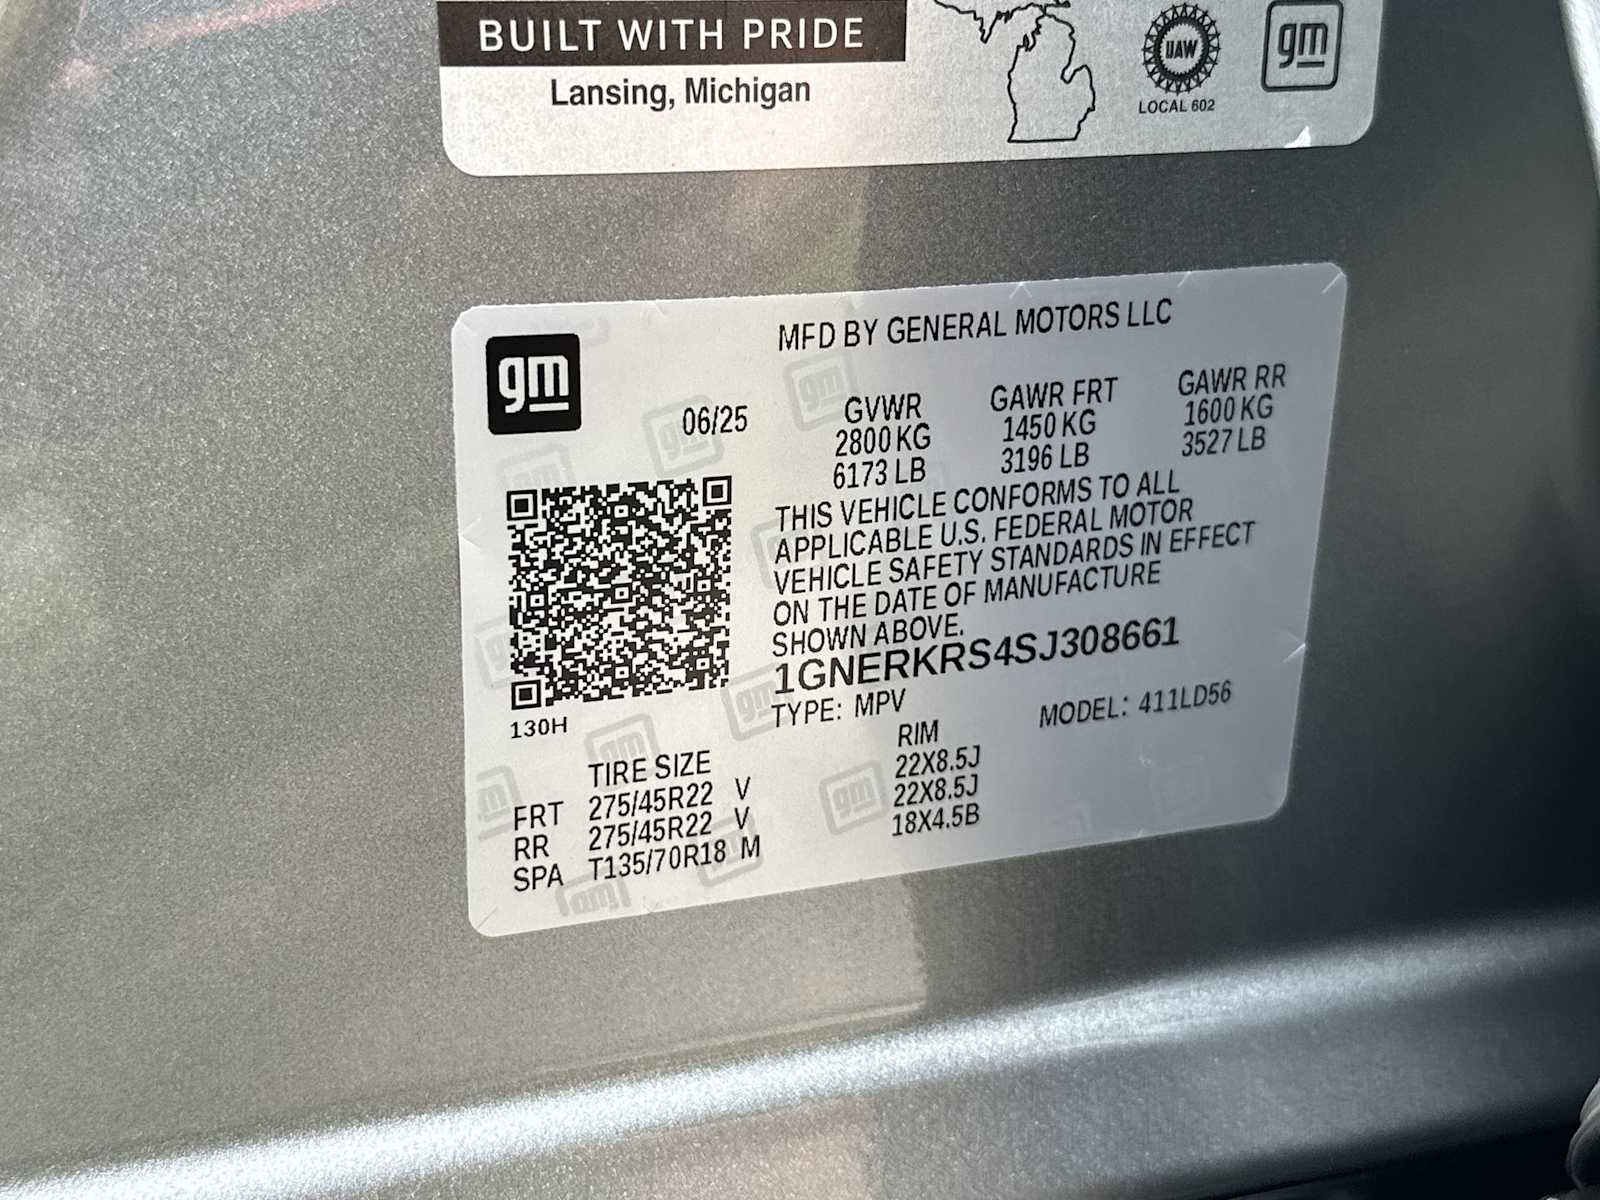 BUILT WITH PRIDE
Lansing, Michigan
UAW
LOCAL 602
gm
gm
MFD BY GENERAL MOTORS LLC
06/25
GVWR GAWR FRT GAWR RR
2800 KG 1450 KG 1600 KG
6173 LB 3196 LB 3527 LB
THIS VEHICLE CONFORMS TO ALL
APPLICABLE U.S. FEDERAL MOTOR
VEHICLE SAFETY STANDARDS IN EFFECT
ON THE DATE OF MANUFACTURE
SHOWN ABOVE.
1GNERKRS4SJ308661
TYPE: MPV MODEL: 411LD56
130H
TIRE SIZE RIM
FRT 275/45R22 V 22X8.5J
RR 275/45R22 V 22X8.5J
SPA T135/70R18 M 18X4.5B